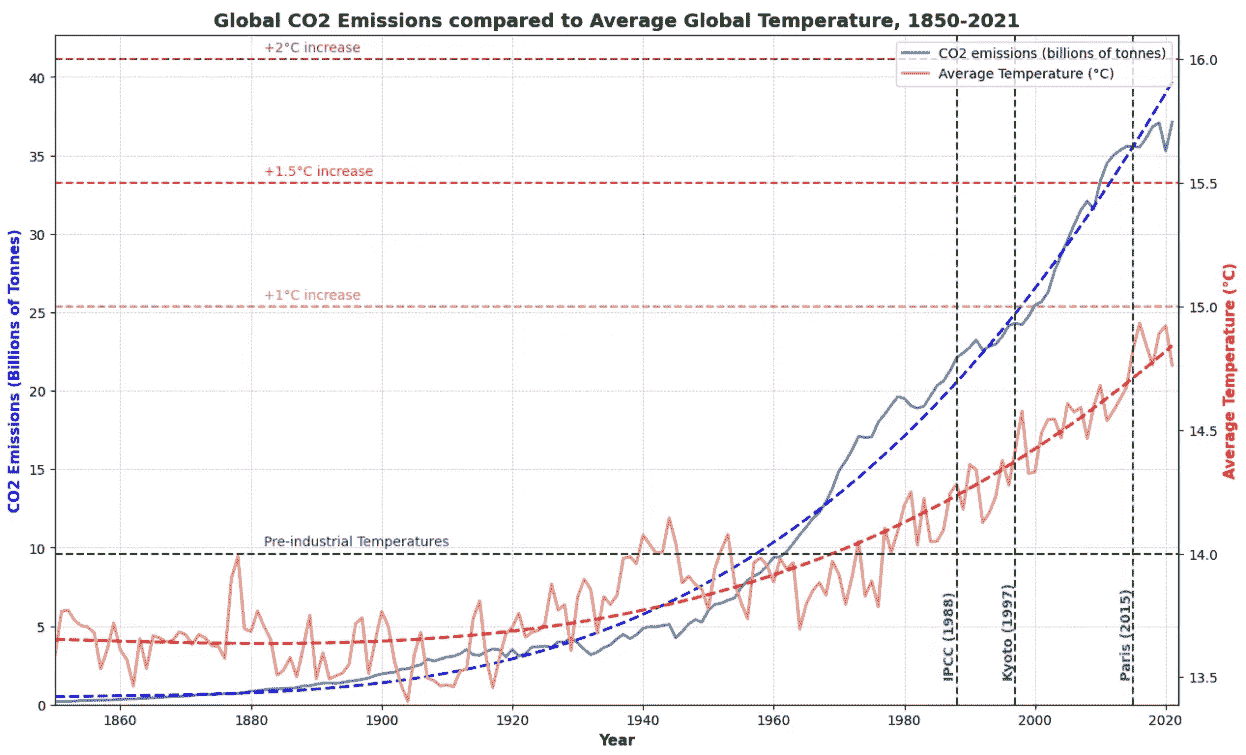 Global CO2 Emissions compared to Average Global Temperature, 1850-2021
CO2 emissions (billions of tonnes)
Average Temperature (°C)
+2°C increase
+1.5°C increase
+1°C increase
Pre-industrial Temperatures
IPCC (1988)
Kyoto (1997)
Paris (2015)
CO2 Emissions (Billions of Tonnes)
40
35
30
25
20
15
10
5
0
Average Temperature (°C)
16.0
15.5
15.0
14.5
14.0
13.5
1860 1880 1900 1920 1940 1960 1980 2000 2020
Year